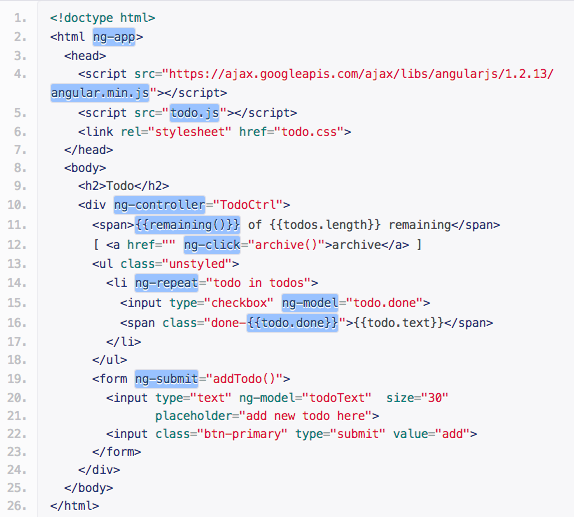 1. <!doctype html>
2. <html ng-app>
3. <head>
4. <script src="https://ajax.googleapis.com/ajax/libs/angularjs/1.2.13/
angular.min.js"></script>
5. <script src="todo.js"></script>
6. <link rel="stylesheet" href="todo.css">
7. </head>
8. <body>
9. <h2>Todo</h2>
10. <div ng-controller="TodoCtrl">
11. <span>{{remaining()}} of {{todos.length}} remaining</span>
12. [ <a href="" ng-click="archive()">archive</a> ]
13. <ul class="unstyled">
14. <li ng-repeat="todo in todos">
15. <input type="checkbox" ng-model="todo.done">
16. <span class="done-{{todo.done}}">{{todo.text}}</span>
17. </li>
18. </ul>
19. <form ng-submit="addTodo()">
20. <input type="text" ng-model="todoText" size="30"
21. placeholder="add new todo here">
22. <input class="btn-primary" type="submit" value="add">
23. </form>
24. </div>
25. </body>
26. </html>